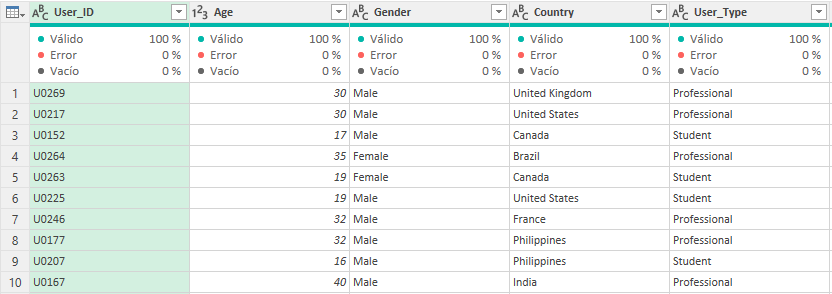 User_ID Age Gender Country User_Type
Válido 100 % Válido 100 % Válido 100 % Válido 100 % Válido 100 %
Error 0 % Error 0 % Error 0 % Error 0 % Error 0 %
Vacío 0 % Vacío 0 % Vacío 0 % Vacío 0 % Vacío 0 %
1 U0269 30 Male United Kingdom Professional
2 U0217 30 Male United States Professional
3 U0152 17 Male Canada Student
4 U0264 35 Female Brazil Professional
5 U0263 19 Female Canada Student
6 U0225 19 Male United States Student
7 U0246 32 Male France Professional
8 U0177 32 Male Philippines Professional
9 U0207 16 Male Philippines Student
10 U0167 40 Male India Professional